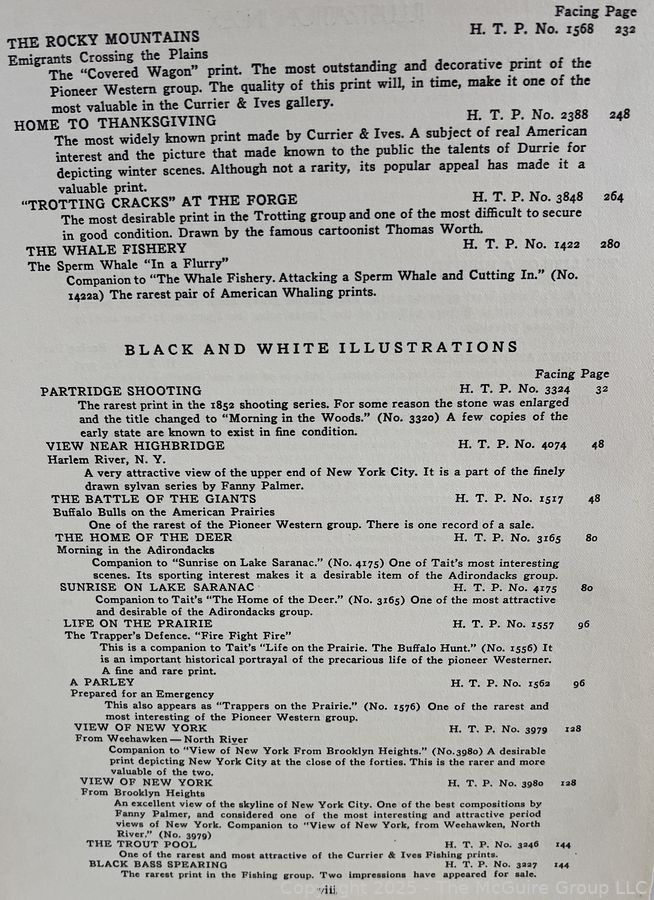 Facing Page
THE ROCKY MOUNTAINS H. T. P. No. 1568 232
Emigrants Crossing the Plains
The “Covered Wagon” print. The most outstanding and decorative print of the
Pioneer Western group. The quality of this print will, in time, make it one of the
most valuable in the Currier & Ives gallery.
HOME TO THANKSGIVING H. T. P. No. 2388 248
The most widely known print made by Currier & Ives. A subject of real American
interest and the picture that made known to the public the talents of Durrie for
depicting winter scenes. Although not a rarity, its popular appeal has made it a
valuable print.
“TROTTING CRACKS” AT THE FORGE H. T. P. No. 3848 264
The most desirable print in the Trotting group and one of the most difficult to secure
in good condition. Drawn by the famous cartoonist Thomas Worth.
THE WHALE FISHERY H. T. P. No. 1422 280
The Sperm Whale “In a Flurry”
Companion to “The Whale Fishery. Attacking a Sperm Whale and Cutting In.” (No.
1422a) The rarest pair of American Whaling prints.
BLACK AND WHITE ILLUSTRATIONS
Facing Page
PARTRIDGE SHOOTING H. T. P. No. 3324 32
The rarest print in the 1852 shooting series. For some reason the stone was enlarged
and the title changed to “Morning in the Woods.” (No. 3320) A few copies of the
early state are known to exist in fine condition.
VIEW NEAR HIGHBRIDGE H. T. P. No. 4074 48
Harlem River, N. Y.
A very attractive view of the upper end of New York City. It is a part of the finely
drawn sylvan series by Fanny Palmer.
THE BATTLE OF THE GIANTS H. T. P. No. 1517 48
Buffalo Bulls on the American Prairies
One of the rarest of the Pioneer Western group. There is one record of a sale.
THE HOME OF THE DEER H. T. P. No. 3165 80
Morning in the Adirondacks
Companion to “Sunrise on Lake Saranac.” (No. 4175) One of Tait’s most interesting
scenes. Its sporting interest makes it a desirable item of the Adirondacks group.
SUNRISE ON LAKE SARANAC H. T. P. No. 4175 80
Companion to Tait’s “The Home of the Deer.” (No. 3165) One of the most attractive
and desirable of the Adirondacks group.
LIFE ON THE PRAIRIE H. T. P. No. 1557 96
The Trapper’s Defence. “Fire Fight Fire”
This is a companion to Tait’s “Life on the Prairie. The Buffalo Hunt.” (No. 1556) It
is an important historical portrayal of the precarious life of the pioneer Westerner.
A fine and rare print.
A PARLEY H. T. P. No. 1562 96
Prepared for an Emergency
This also appears as “Trappers on the Prairie.” (No. 1576) One of the rarest and
most interesting of the Pioneer Western group.
VIEW OF NEW YORK H. T. P. No. 3979 128
From Weehawken — North River
Companion to “View of New York From Brooklyn Heights.” (No. 3980) A desirable
print depicting New York City at the close of the forties. This is the rarer and more
valuable of the two.
VIEW OF NEW YORK H. T. P. No. 3980 128
From Brooklyn Heights
An excellent view of the skyline of New York City. One of the best compositions by
Fanny Palmer, and considered one of the most interesting and attractive period
views of New York. Companion to “View of New York, from Weehawken, North
River.” (No. 3979)
THE TROUT POOL H. T. P. No. 3246 144
One of the rarest and most attractive of the Currier & Ives Fishing prints.
BLACK BASS SPEARING H. T. P. No. 3227 144
The rarest print in the Fishing group. Two impressions have appeared for sale.
viii
Copyright 2025 - The McGuire Group LLC